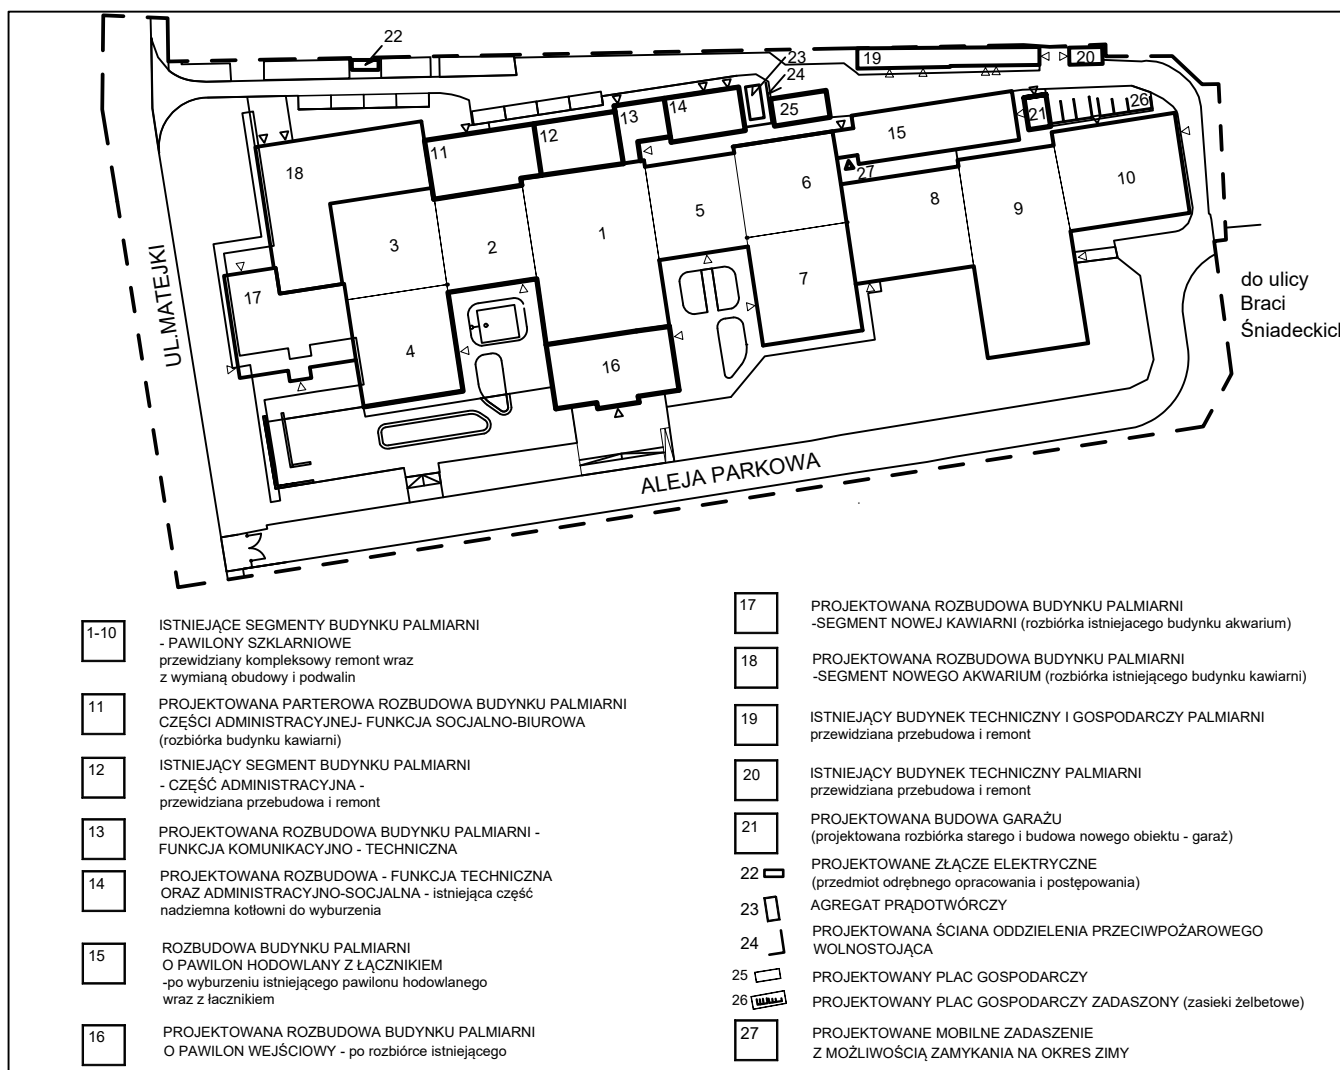 22
23
24
19
20
14
13
25
21
26
12
11
15
18
6
27
10
5
8
9
1
3
2
7
17
4
16
UL.MATEJKI
do ulicy
Braci
Śniadeckich
ALEJA PARKOWA
1-10
ISTNIEJĄCE SEGMENTY BUDYNKU PALMIARNI
- PAWILONY SZKLARNIOWE
przewidziany kompleksowy remont wraz
z wymianą obudowy i podwalin
11
PROJEKTOWANA PARTEROWA ROZBUDOWA BUDYNKU PALMIARNI
CZĘŚCI ADMINISTRACYJNEJ- FUNKCJA SOCJALNO-BIUROWA
(rozbiórka budynku kawiarni)
12
ISTNIEJĄCY SEGMENT BUDYNKU PALMIARNI
- CZĘŚĆ ADMINISTRACYJNA -
przewidziana przebudowa i remont
13
PROJEKTOWANA ROZBUDOWA BUDYNKU PALMIARNI -
FUNKCJA KOMUNIKACYJNO - TECHNICZNA
14
PROJEKTOWANA ROZBUDOWA - FUNKCJA TECHNICZNA
ORAZ ADMINISTRACYJNO-SOCJALNA - istniejąca część
nadziemna kotłowni do wyburzenia
15
ROZBUDOWA BUDYNKU PALMIARNI
O PAWILON HODOWLANY Z ŁĄCZNIKIEM
-po wyburzeniu istniejącego pawilonu hodowlanego
wraz z łacznikiem
16
PROJEKTOWANA ROZBUDOWA BUDYNKU PALMIARNI
O PAWILON WEJŚCIOWY - po rozbiórce istniejącego
17
PROJEKTOWANA ROZBUDOWA BUDYNKU PALMIARNI
-SEGMENT NOWEJ KAWIARNI (rozbiórka istniejacego budynku akwarium)
18
PROJEKTOWANA ROZBUDOWA BUDYNKU PALMIARNI
-SEGMENT NOWEGO AKWARIUM (rozbiórka istniejącego budynku kawiarni)
19
ISTNIEJĄCY BUDYNEK TECHNICZNY I GOSPODARCZY PALMIARNI
przewidziana przebudowa i remont
20
ISTNIEJĄCY BUDYNEK TECHNICZNY PALMIARNI
przewidziana przebudowa i remont
21
PROJEKTOWANA BUDOWA GARAŻU
(projektowana rozbiórka starego i budowa nowego obiektu - garaż)
22
PROJEKTOWANE ZŁĄCZE ELEKTRYCZNE
(przedmiot odrębnego opracowania i postępowania)
23
AGREGAT PRĄDOTWÓRCZY
24
PROJEKTOWANA ŚCIANA ODDZIELENIA PRZECIWPOŻAROWEGO
WOLNOSTOJĄCA
25
PROJEKTOWANY PLAC GOSPODARCZY
26
PROJEKTOWANY PLAC GOSPODARCZY ZADASZONY (zasieki żelbetowe)
27
PROJEKTOWANE MOBILNE ZADASZENIE
Z MOŻLIWOŚCIĄ ZAMYKANIA NA OKRES ZIMY